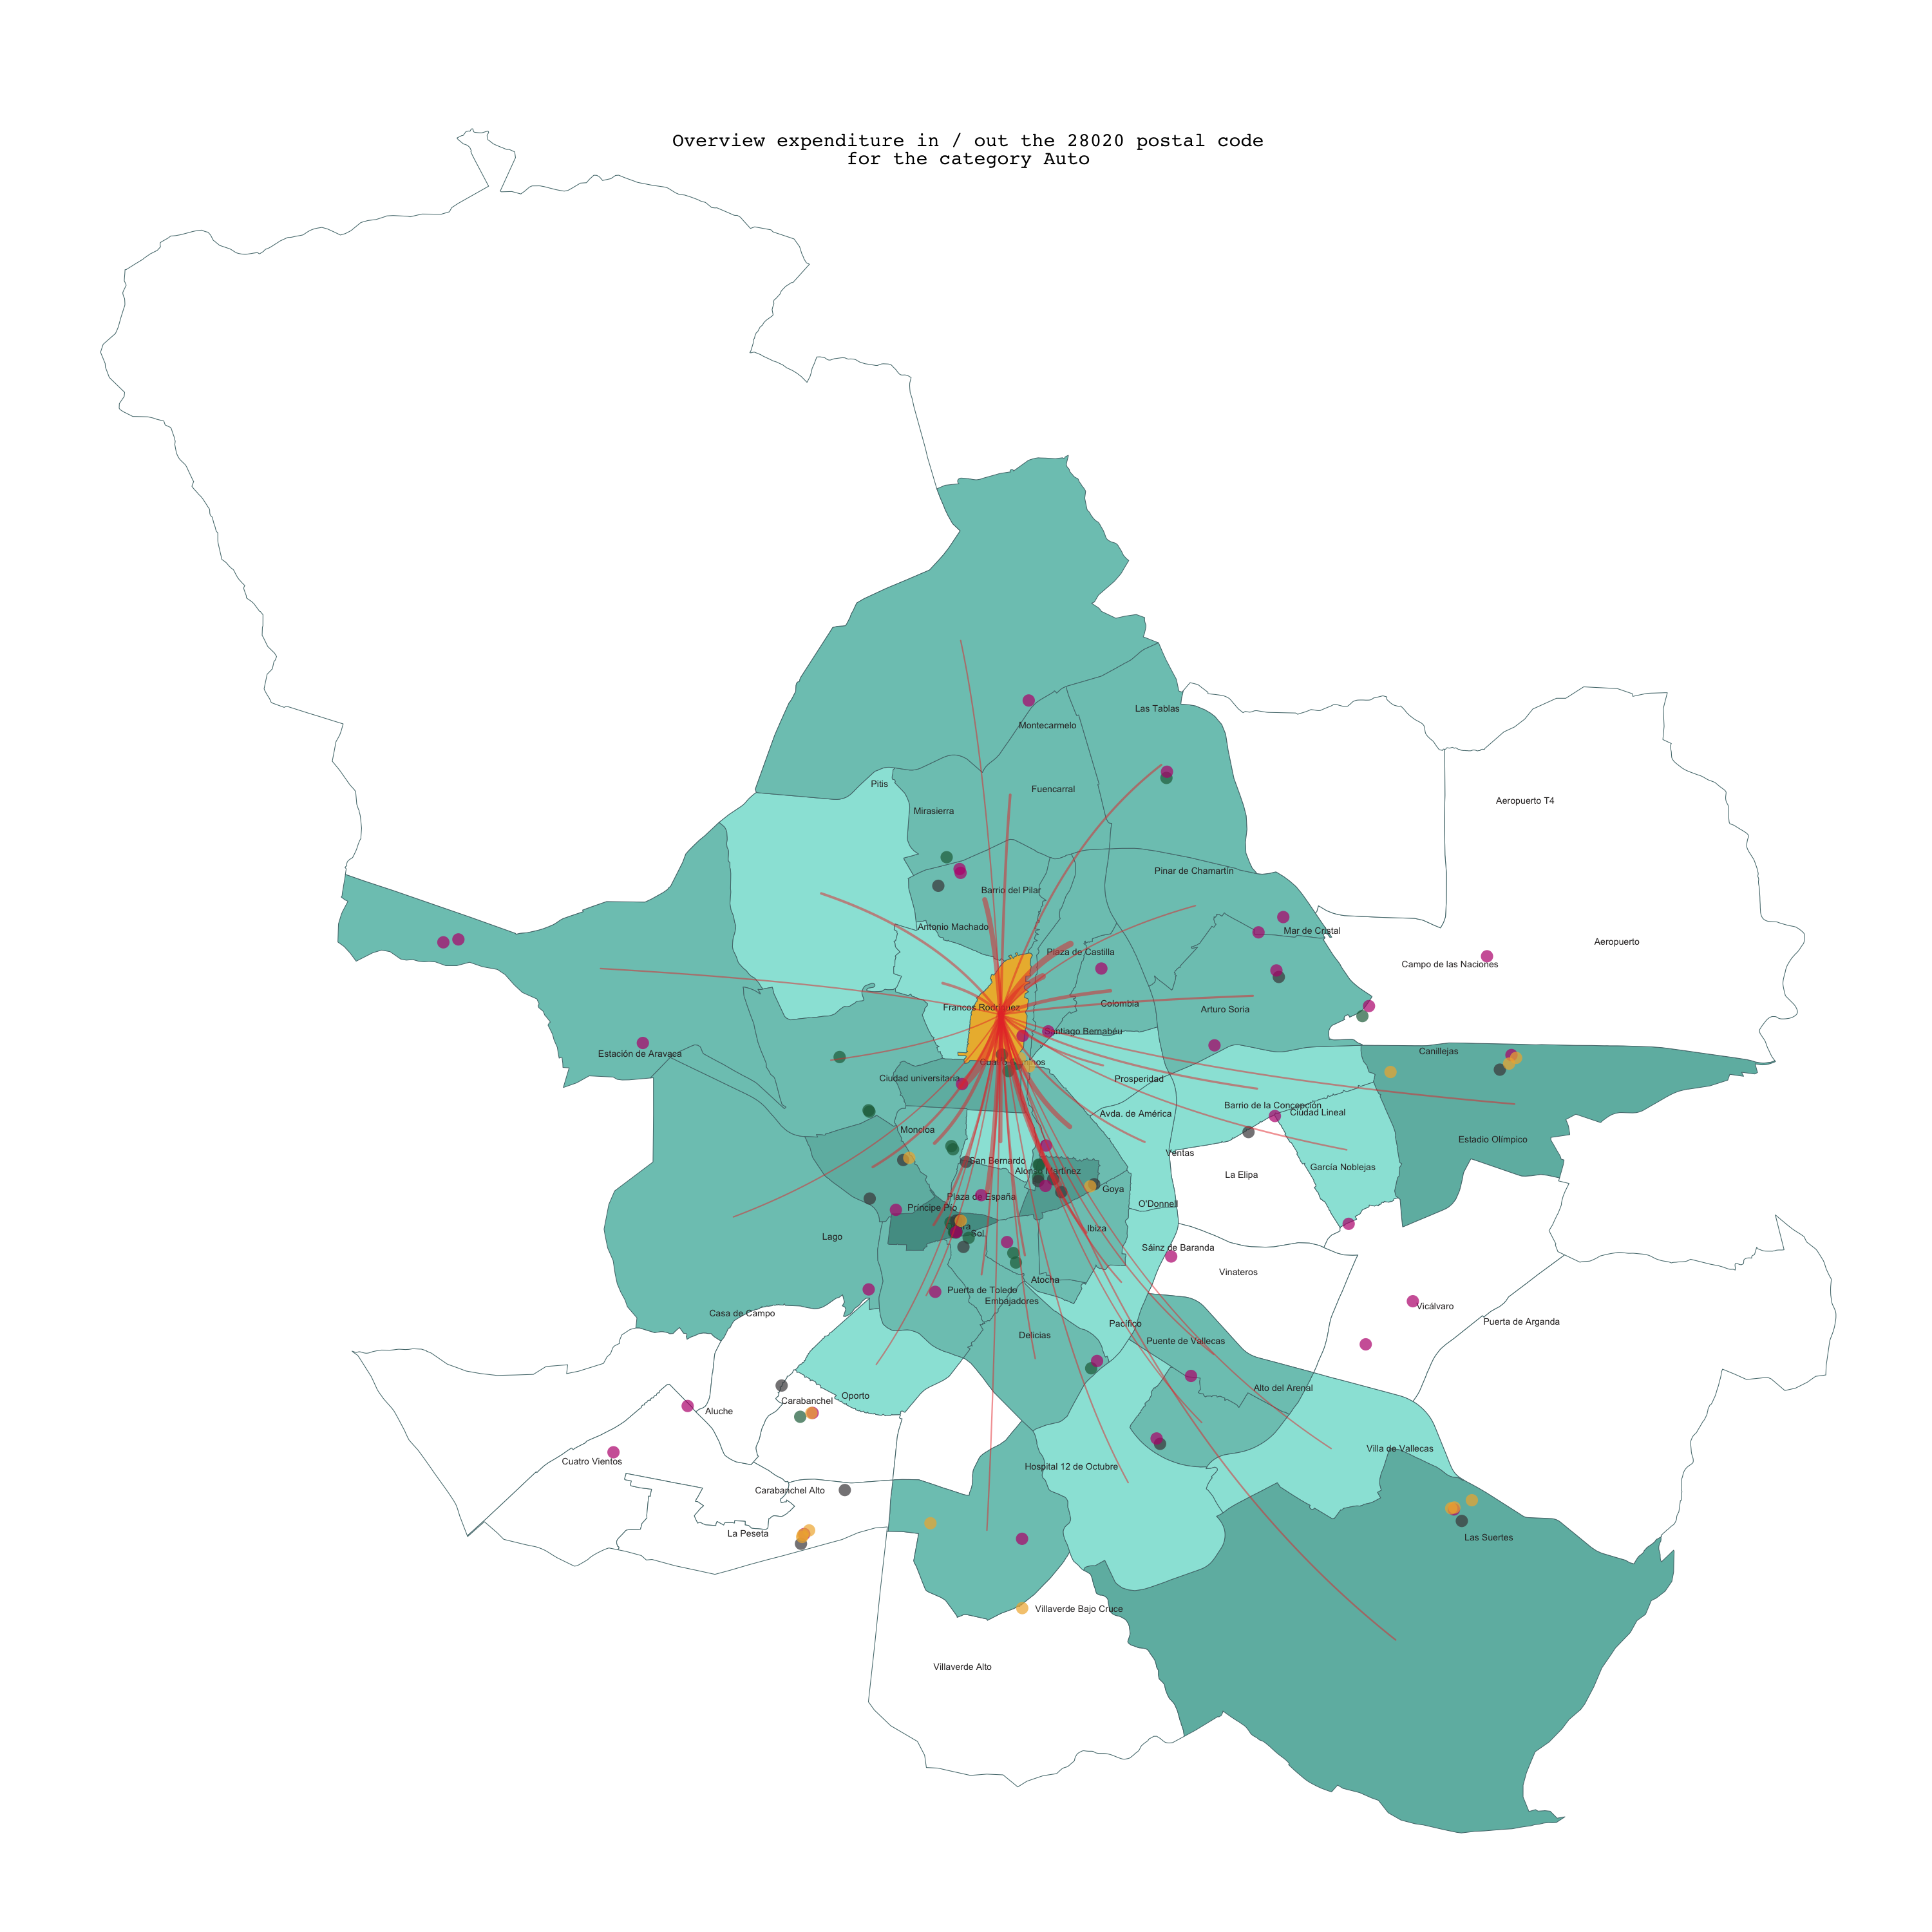 Overview expenditure in / out the 28020 postal code
for the category Auto
Las Tablas
Montecarmelo
Pitis
Fuencarral
Aeropuerto T4
Mirasierra
Pinar de Chamartín
Barrio del Pilar
Antonio Machado
Mar de Cristal
Aeropuerto
Plaza de Castilla
Campo de las Naciones
Colombia
Francos Rodríguez
Arturo Soria
Santiago Bernabéu
Estación de Aravaca
Canillejas
Ciudad universitaria
Prosperidad
Barrio de la Concepción
Ciudad Lineal
Avda. de América
Moncloa
Estadio Olímpico
Ventas
San Bernardo
García Noblejas
Alonso Martínez
La Elipa
Goya
Plaza de España
O'Donnell
Príncipe Pío
Ibiza
Sol
Lago
Sáinz de Baranda
Vinateros
Atocha
Puerta de Toledo
Embajadores
Vicálvaro
Casa de Campo
Puerta de Arganda
Pacífico
Delicias
Puente de Vallecas
Alto del Arenal
Oporto
Carabanchel
Aluche
Villa de Vallecas
Cuatro Vientos
Hospital 12 de Octubre
Carabanchel Alto
La Peseta
Las Suertes
Villaverde Bajo Cruce
Villaverde Alto